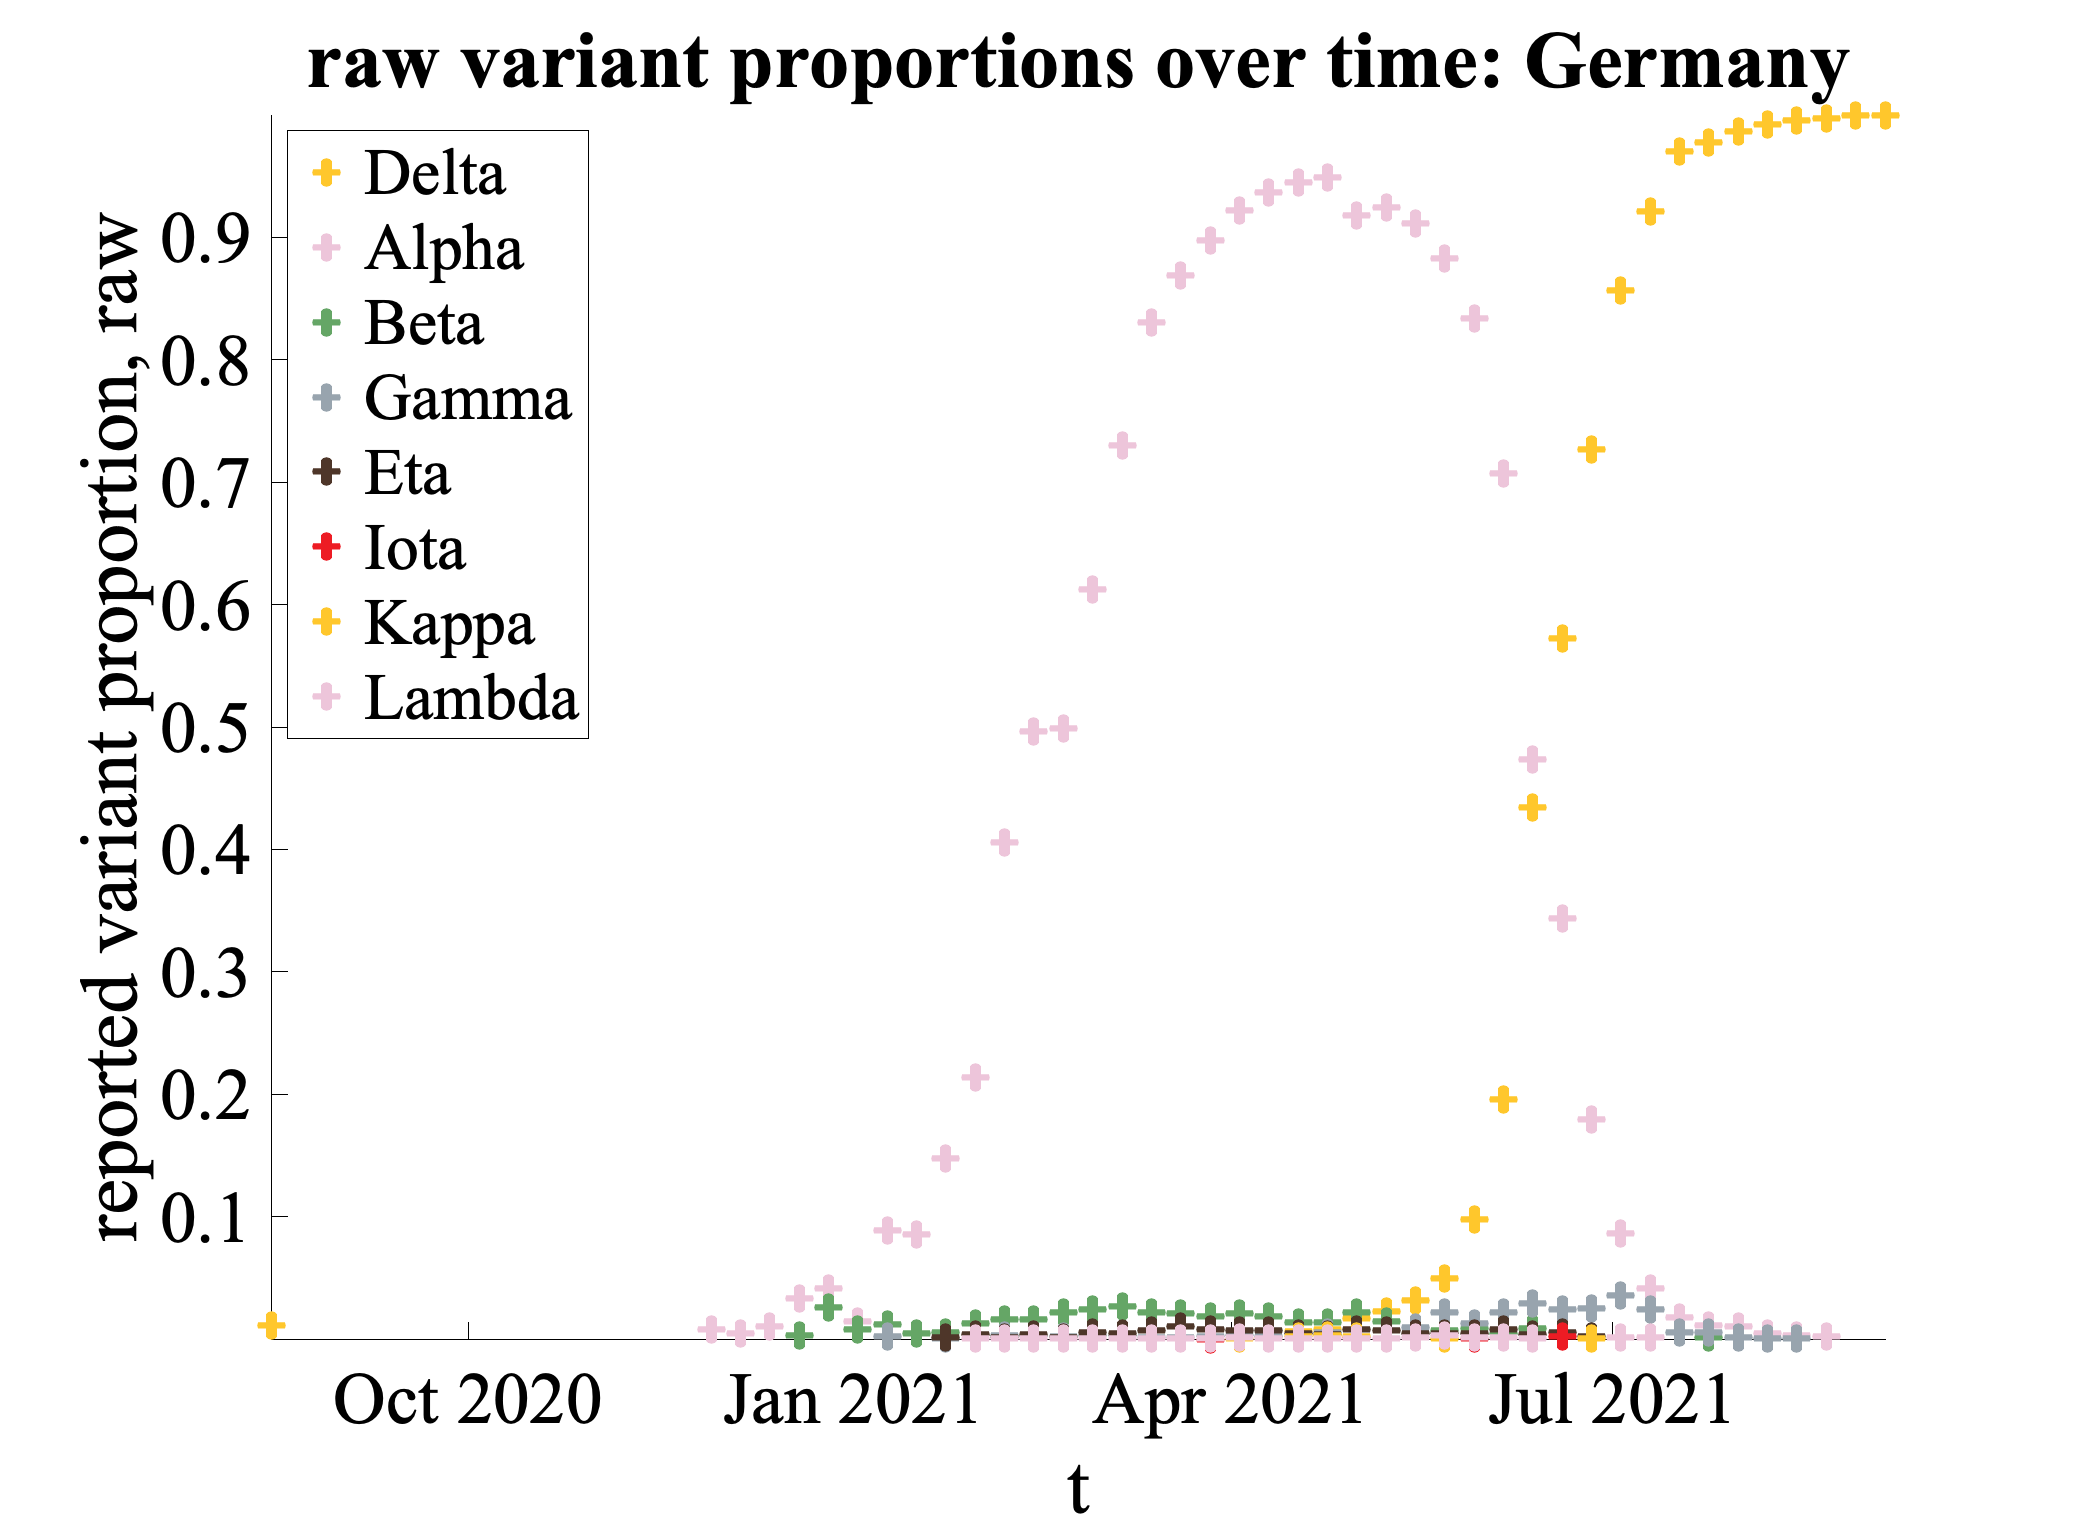 raw variant proportions over time: Germany
Delta
Alpha
Beta
Gamma
Eta
Iota
Kappa
Lambda
reported variant proportion, raw
0.9
0.8
0.7
0.6
0.5
0.4
0.3
0.2
0.1
Oct 2020
Jan 2021
Apr 2021
Jul 2021
t